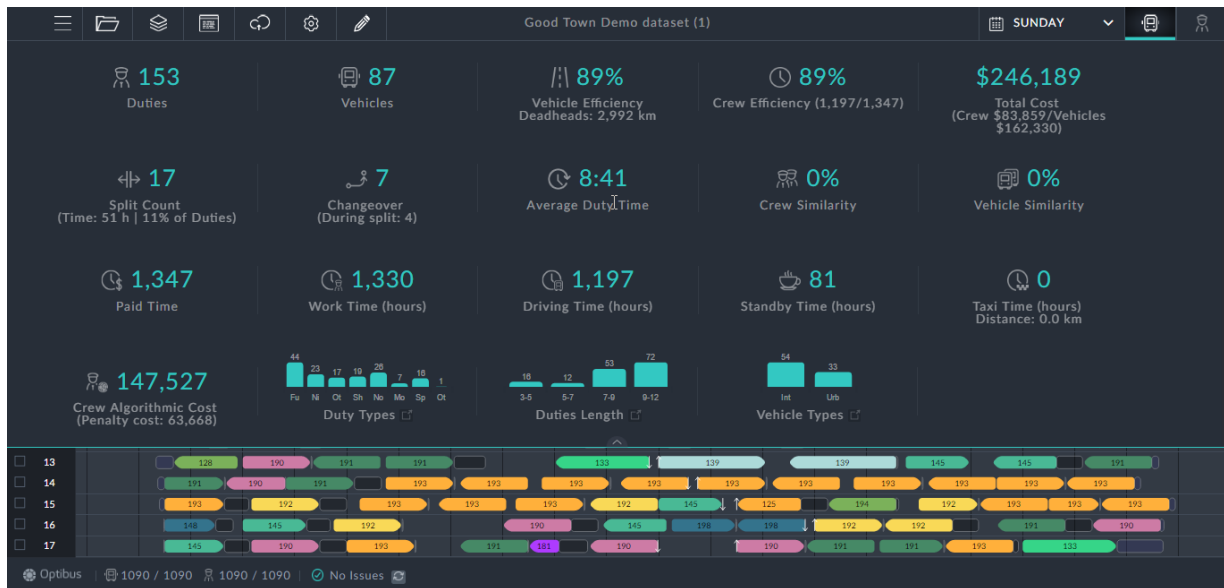 Good Town Demo dataset (1)
SUNDAY
153
Duties
87
Vehicles
89%
Vehicle Efficiency
Deadheads: 2,992 km
89%
Crew Efficiency (1,197/1,347)
$246,189
Total Cost
(Crew $83,859/Vehicles
$162,330)
17
Split Count
(Time: 51 h | 11% of Duties)
7
Changeover
(During split: 4)
8:41
Average Duty Time
0%
Crew Similarity
0%
Vehicle Similarity
1,347
Paid Time
1,330
Work Time (hours)
1,197
Driving Time (hours)
81
Standby Time (hours)
0
Taxi Time (hours)
Distance: 0.0 km
147,527
Crew Algorithmic Cost
(Penalty cost: 63,668)
44 23 17 19 26 7 16 1
Fu Ni Ot Sh No Mo Sp Ot
Duty Types
16 12 53 72
3-5 5-7 7-9 9-12
Duties Length
54 33
Int Urb
Vehicle Types
13 128 190 191 191 133 139 139 145 145 191
14 191 190 191 193 193 193 193 193 193 193 193 193 193
15 193 192 193 193 193 192 145 125 194 192 193 193 193
16 148 145 192 190 145 198 198 192 192 191 190
17 145 190 193 191 181 190 190 191 191 193 133
Optibus 1090 / 1090 1090 / 1090 No Issues